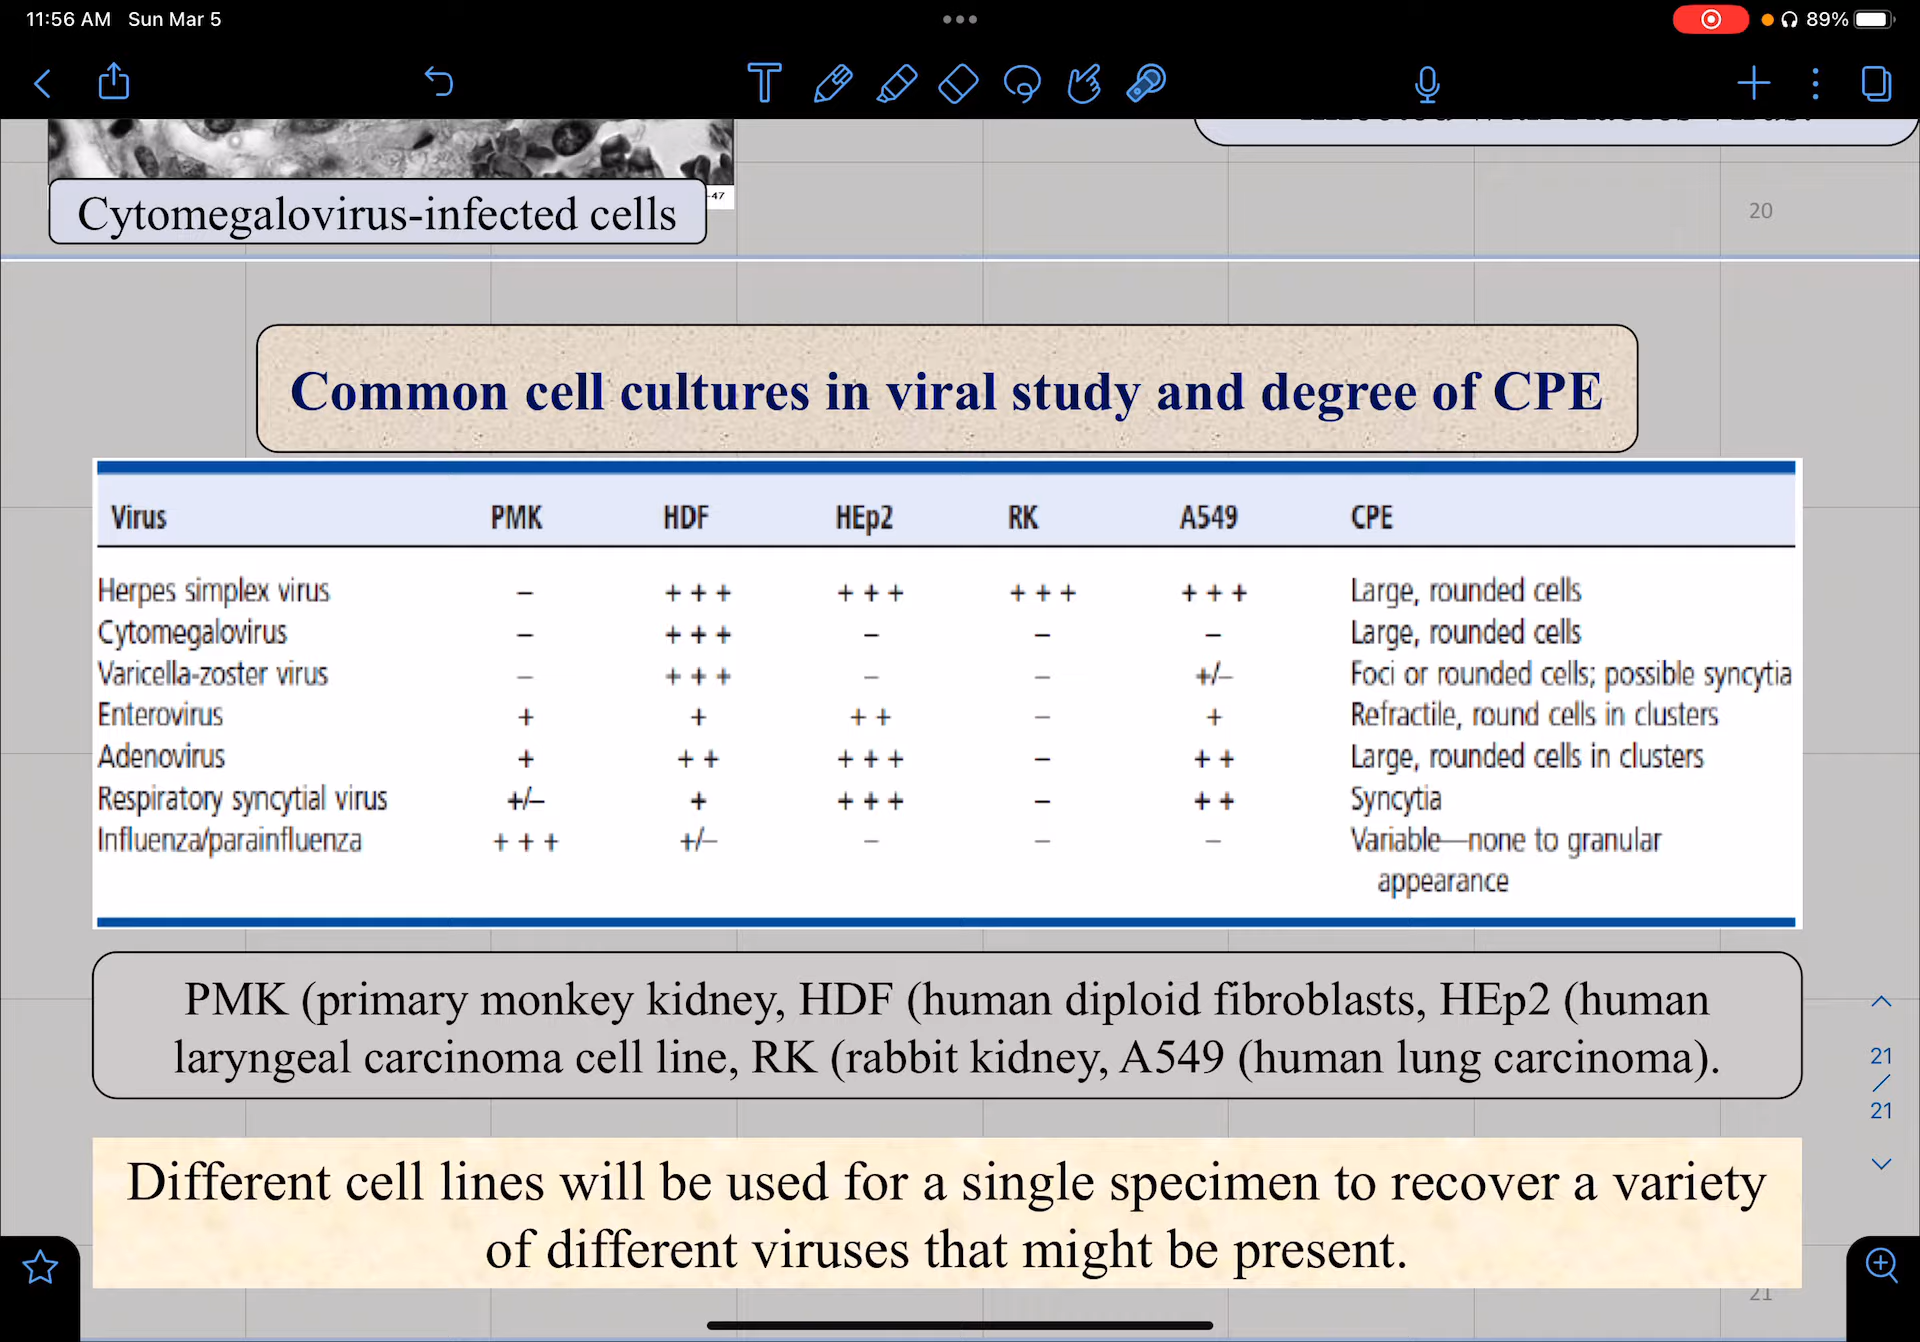 11:56 AM Sun Mar 5
89%
-47
Cytomegalovirus-infected cells
20
Common cell cultures in viral study and degree of CPE
Virus PMK HDF HEp2 RK A549 CPE
Herpes simplex virus – +++ +++ +++ +++ Large, rounded cells
Cytomegalovirus – +++ – – – Large, rounded cells
Varicella-zoster virus – +++ – – +/– Foci or rounded cells; possible syncytia
Enterovirus + + ++ – + Refractile, round cells in clusters
Adenovirus + ++ +++ – ++ Large, rounded cells in clusters
Respiratory syncytial virus +/– + +++ – ++ Syncytia
Influenza/parainfluenza +++ +/– – – – Variable—none to granular
appearance
PMK (primary monkey kidney, HDF (human diploid fibroblasts, HEp2 (human
laryngeal carcinoma cell line, RK (rabbit kidney, A549 (human lung carcinoma).
21
/
21
Different cell lines will be used for a single specimen to recover a variety
of different viruses that might be present.
21